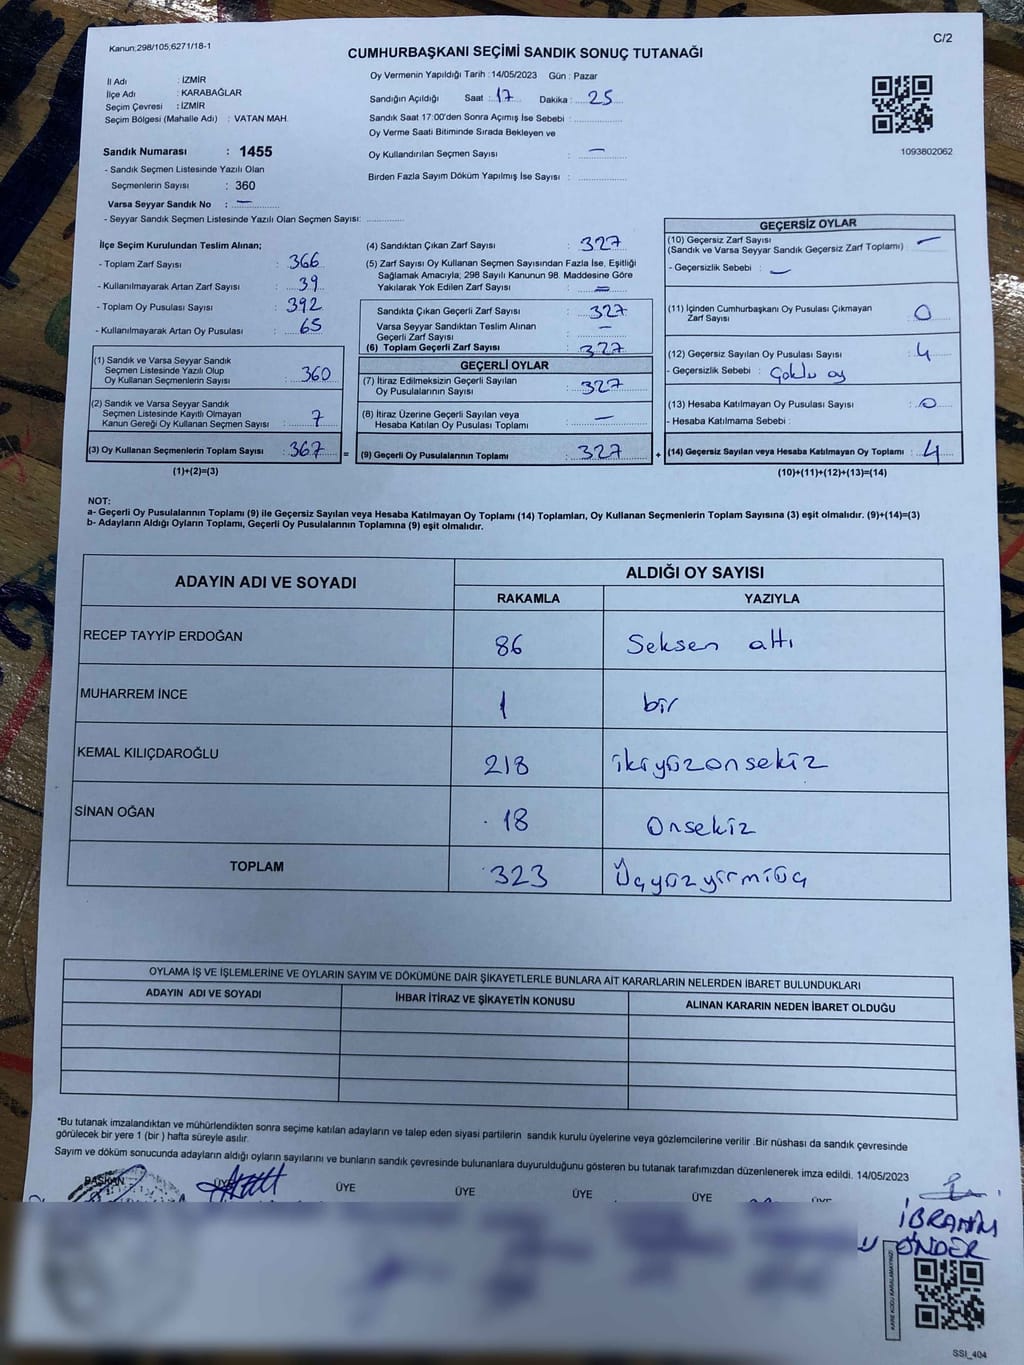 Kanun;298/105,6271/18-1
C/2
CUMHURBAŞKANI SEÇİMİ SANDIK SONUÇ TUTANAĞI
İl Adı : İZMİR
İlçe Adı : KARABAĞLAR
Seçim Çevresi : İZMİR
Seçim Bölgesi (Mahalle Adı) : VATAN MAH.
Sandık Numarası : 1455
- Sandık Seçmen Listesinde Yazılı Olan
Seçmenlerin Sayısı : 360
Varsa Seyyar Sandık No : —
- Seyyar Sandık Seçmen Listesinde Yazılı Olan Seçmen Sayısı:
Oy Vermenin Yapıldığı Tarih : 14/05/2023 Gün : Pazar
Sandığın Açıldığı Saat : 17 Dakika : 25
Sandık Saat 17:00'den Sonra Açımış İse Sebebi :
Oy Verme Saati Bitiminde Sırada Bekleyen ve
Oy Kullandırılan Seçmen Sayısı : —
Birden Fazla Sayım Döküm Yapılmış İse Sayısı :
1093802062
İlçe Seçim Kurulundan Teslim Alınan;
- Toplam Zarf Sayısı : 366
- Kullanılmayarak Artan Zarf Sayısı : 39
- Toplam Oy Pusulası Sayısı : 392
- Kullanılmayarak Artan Oy Pusulası : 65
(1) Sandık ve Varsa Seyyar Sandık
Seçmen Listesinde Yazılı Olup
Oy Kullanan Seçmenlerin Sayısı : 360
(2) Sandık ve Varsa Seyyar Sandık
Seçmen Listesinde Kayıtlı Olmayan
Kanun Gereği Oy Kullanan Seçmen Sayısı : 7
(3) Oy Kullanan Seçmenlerin Toplam Sayısı : 367 =
(1)+(2)=(3)
(4) Sandıktan Çıkan Zarf Sayısı : 327
(5) Zarf Sayısı Oy Kullanan Seçmen Sayısından Fazla İse, Eşitliği
Sağlamak Amacıyla; 298 Sayılı Kanunun 98. Maddesine Göre
Yakılarak Yok Edilen Zarf Sayısı : =
Sandıkta Çıkan Geçerli Zarf Sayısı : 327
Varsa Seyyar Sandıktan Teslim Alınan
Geçerli Zarf Sayısı : —
(6) Toplam Geçerli Zarf Sayısı : 327
GEÇERLİ OYLAR
(7) İtiraz Edilmeksizin Geçerli Sayılan
Oy Pusulalarının Sayısı : 327
(8) İtiraz Üzerine Geçerli Sayılan veya
Hesaba Katılan Oy Pusulası Toplamı : —
(9) Geçerli Oy Pusulalarının Toplamı : 327 +
GEÇERSİZ OYLAR
(10) Geçersiz Zarf Sayısı : —
(Sandık ve Varsa Seyyar Sandık Geçersiz Zarf Toplamı)
- Geçersizlik Sebebi : —
(11) İçinden Cumhurbaşkanı Oy Pusulası Çıkmayan
Zarf Sayısı : 0
(12) Geçersiz Sayılan Oy Pusulası Sayısı : 4
- Geçersizlik Sebebi : Çoklu oy
(13) Hesaba Katılmayan Oy Pusulası Sayısı : 0
- Hesaba Katılmama Sebebi :
(14) Geçersiz Sayılan veya Hesaba Katılmayan Oy Toplamı : 4
(10)+(11)+(12)+(13)=(14)
NOT:
a- Geçerli Oy Pusulalarının Toplamı (9) ile Geçersiz Sayılan veya Hesaba Katılmayan Oy Toplamı (14) Toplamları, Oy Kullanan Seçmenlerin Toplam Sayısına (3) eşit olmalıdır. (9)+(14)=(3)
b- Adayların Aldığı Oyların Toplamı, Geçerli Oy Pusulalarının Toplamına (9) eşit olmalıdır.
ADAYIN ADI VE SOYADI
ALDIĞI OY SAYISI
RAKAMLA YAZIYLA
RECEP TAYYİP ERDOĞAN 86 Seksen altı
MUHARREM İNCE 1 bir
KEMAL KILIÇDAROĞLU 218 ikiyüzonsekiz
SİNAN OĞAN 18 Onsekiz
TOPLAM 323 Üçyüzyirmiüç
OYLAMA İŞ VE İŞLEMLERİNE VE OYLARIN SAYIM VE DÖKÜMÜNE DAİR ŞİKAYETLERLE BUNLARA AİT KARARLARIN NELERDEN İBARET BULUNDUKLARI
ADAYIN ADI VE SOYADI İHBAR İTİRAZ VE ŞİKAYETİN KONUSU ALINAN KARARIN NEDEN İBARET OLDUĞU
*Bu tutanak imzalandıktan ve mühürlendikten sonra seçime katılan adayların ve talep eden siyasi partilerin sandık kurulu üyelerine veya gözlemcilerine verilir .Bir nüshası da sandık çevresinde
görülecek bir yere 1 (bir ) hafta süreyle asılır.
Sayım ve döküm sonucunda adayların aldığı oyların sayılarını ve bunların sandık çevresinde bulunanlara duyurulduğunu gösteren bu tutanak tarafımızdan düzenlenerek imza edildi. 14/05/2023
BAŞKAN ÜYE ÜYE ÜYE ÜYE ÜYE ÜYE
İBRAHİM
ÖNDER
KARE KODU KARALAMAYINIZ!
SSI_404